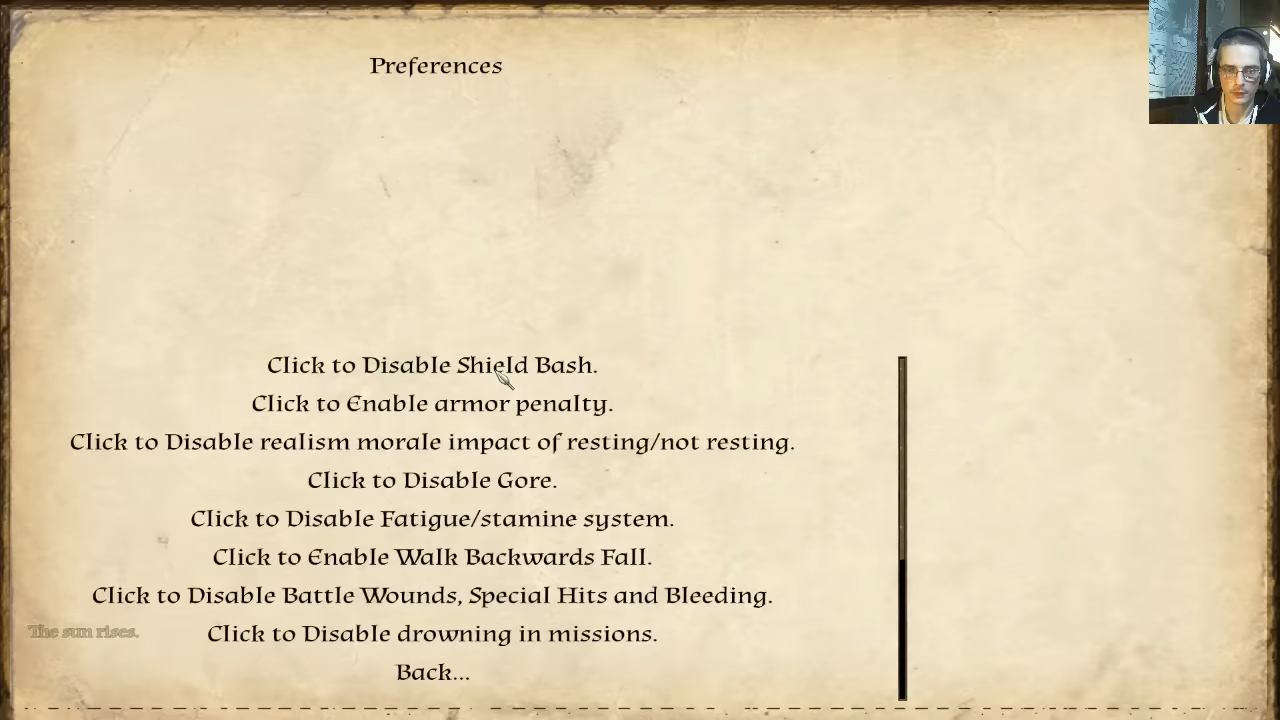 Preferences
Click to Disable Shield Bash.
Click to Enable armor penalty.
Click to Disable realism morale impact of resting/not resting.
Click to Disable Gore.
Click to Disable Fatigue/stamine system.
Click to Enable Walk Backwards Fall.
Click to Disable Battle Wounds, Special Hits and Bleeding.
The sun rises.
Click to Disable drowning in missions.
Back...